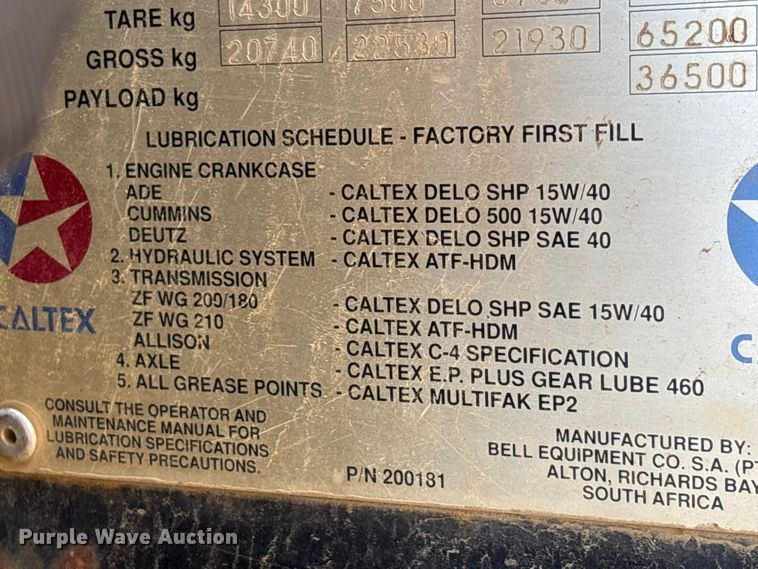 TARE kg 14300
GROSS kg 20740 22530 21930 65200
PAYLOAD kg 36500
LUBRICATION SCHEDULE - FACTORY FIRST FILL
1. ENGINE CRANKCASE
ADE - CALTEX DELO SHP 15W/40
CUMMINS - CALTEX DELO 500 15W/40
DEUTZ - CALTEX DELO SHP SAE 40
2. HYDRAULIC SYSTEM - CALTEX ATF-HDM
3. TRANSMISSION
ZF WG 200/180 - CALTEX DELO SHP SAE 15W/40
ZF WG 210 - CALTEX ATF-HDM
ALLISON - CALTEX C-4 SPECIFICATION
4. AXLE - CALTEX E.P. PLUS GEAR LUBE 460
5. ALL GREASE POINTS - CALTEX MULTIFAK EP2
CALTEX
C
CONSULT THE OPERATOR AND
MAINTENANCE MANUAL FOR
LUBRICATION SPECIFICATIONS
AND SAFETY PRECAUTIONS.
P/N 200181
MANUFACTURED BY:
BELL EQUIPMENT CO. S.A. (PT
ALTON, RICHARDS BAY
SOUTH AFRICA
Purple Wave Auction